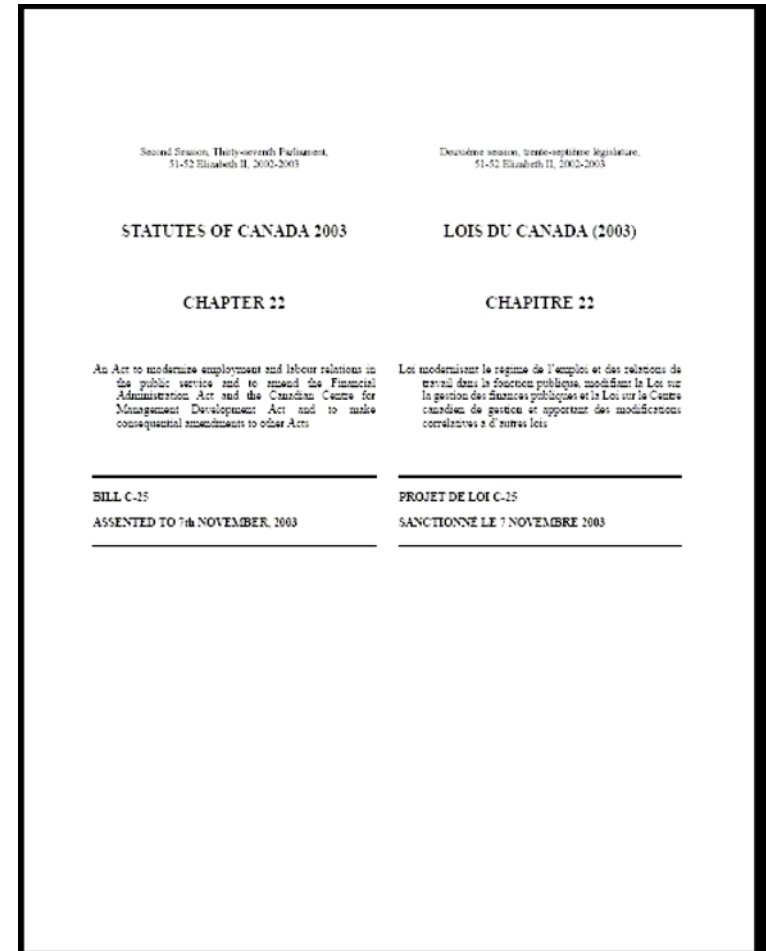 Second Session, Thirty-seventh Parliament,
51-52 Elizabeth II, 2002-2003
STATUTES OF CANADA 2003
CHAPTER 22
An Act to modernize employment and labour relations in
the public service and to amend the Financial
Administration Act and the Canadian Centre for
Management Development Act and to make
consequential amendments to other Acts
BILL C-25
ASSENTED TO 7th NOVEMBER, 2003
Deuxième session, trente-septième législature,
51-52 Elizabeth II, 2002-2003
LOIS DU CANADA (2003)
CHAPITRE 22
Loi modernisant le régime de l'emploi et des relations de
travail dans la fonction publique, modifiant la Loi sur
la gestion des finances publiques et la Loi sur le Centre
canadien de gestion et apportant des modifications
corrélatives à d'autres lois
PROJET DE LOI C-25
SANCTIONNÉ LE 7 NOVEMBRE 2003